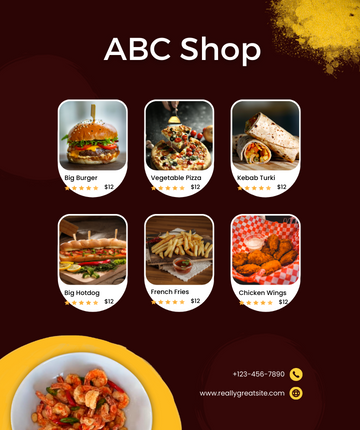 ABC Shop
Big Burger
$12
Vegetable Pizza
$12
Kebab Turki
$12
Big Hotdog
$12
French Fries
$12
Chicken Wings
$12
+123-456-7890
www.reallygreatsite.com